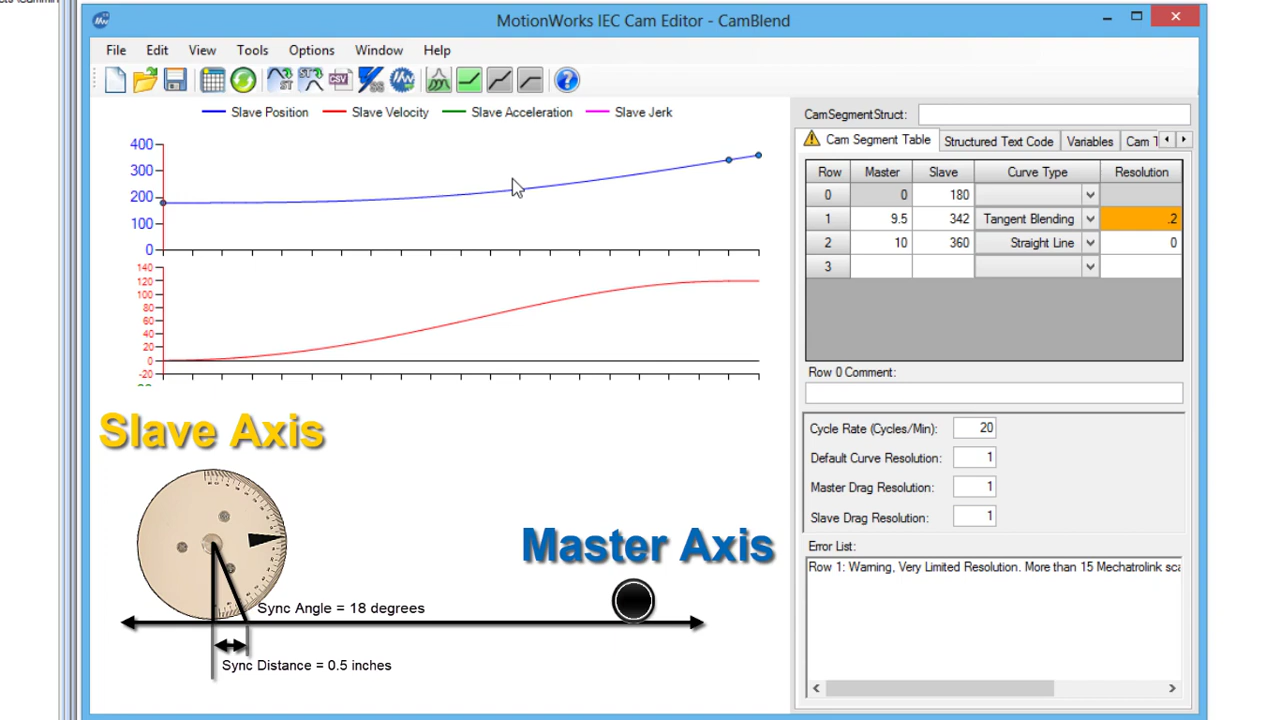 MotionWorks IEC Cam Editor - CamBlend
File Edit View Tools Options Window Help
ST ST CSV
Slave Position Slave Velocity Slave Acceleration Slave Jerk
400
300
200
100
0
140
120
100
80
60
40
20
0
-20
Slave Axis
Master Axis
Sync Angle = 18 degrees
Sync Distance = 0.5 inches
CamSegmentStruct:
Cam Segment Table Structured Text Code Variables Cam T
Row Master Slave Curve Type Resolution
0 0 180
1 9.5 342 Tangent Blending .2
2 10 360 Straight Line 0
3
Row 0 Comment:
Cycle Rate (Cycles/Min): 20
Default Curve Resolution: 1
Master Drag Resolution: 1
Slave Drag Resolution: 1
Error List:
Row 1: Warning, Very Limited Resolution. More than 15 Mechatrolink sca